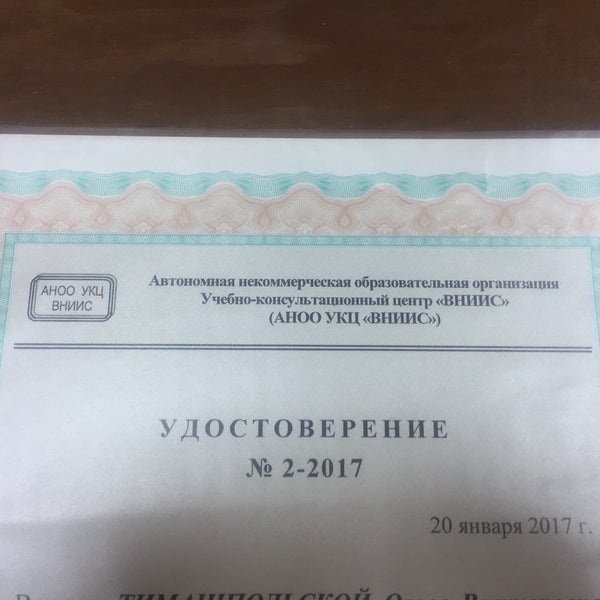 АНОО УКЦ
ВНИИС
Автономная некоммерческая образовательная организация
Учебно-консультационный центр «ВНИИС»
(АНОО УКЦ «ВНИИС»)
УДОСТОВЕРЕНИЕ
№ 2-2017
20 января 2017 г.
ТИМАШПОЛЬСКОЙ